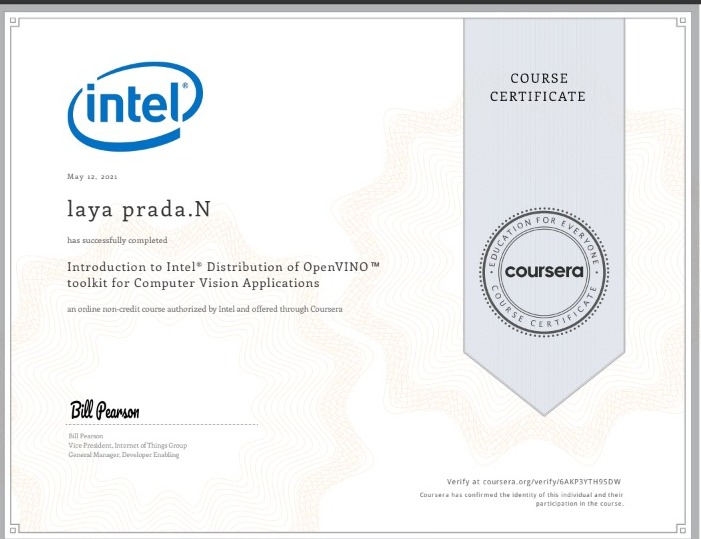 intel®
COURSE
CERTIFICATE
May 12, 2021
laya prada.N
has successfully completed
Introduction to Intel® Distribution of OpenVINO™
toolkit for Computer Vision Applications
an online non-credit course authorized by Intel and offered through Coursera
EDUCATION FOR EVERYONE
coursera
COURSE CERTIFICATE
Bill Pearson
Bill Pearson
Vice President, Internet of Things Group
General Manager, Developer Enabling
Verify at coursera.org/verify/6AKP3YTH9SDW
Coursera has confirmed the identity of this individual and their
participation in the course.